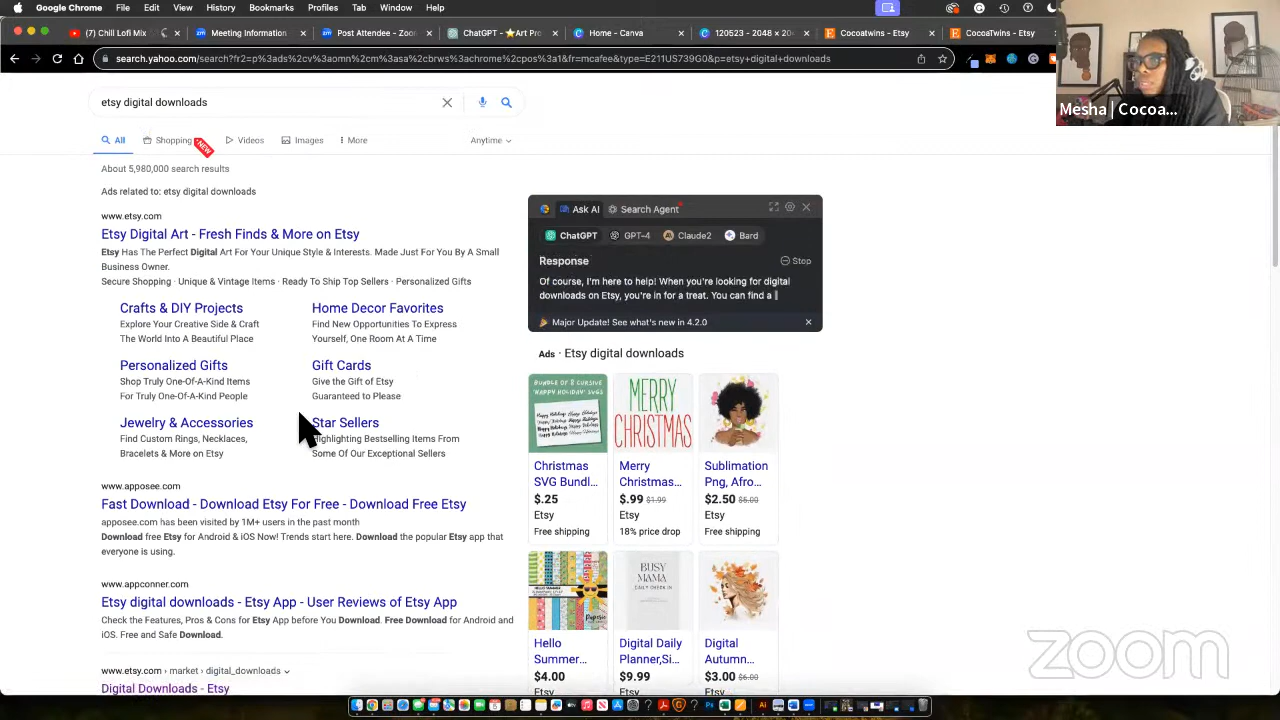 Chrome File Edit View History Bookmarks Profiles Tab Window Help
(7) Chill Lofi Mix
Meeting Information
Post Attendee - Zoom
ChatGPT - ⭐Art Pro
Home - Canva
120523 - 2048 x 20
Cocoatwins - Etsy
CocoaTwins - Etsy
search.yahoo.com/search?fr2=p%3ads%2cv%3aomn%2cm%3asa%2cbrws%3achrome%2cpos%3a1&fr=mcafee&type=E211US739G0&p=etsy+digital+downloads
Mesha | Cocoa...
etsy digital downloads
All Shopping NEW Videos Images More Anytime
About 5,980,000 search results
Ads related to: etsy digital downloads
www.etsy.com
Etsy Digital Art - Fresh Finds & More on Etsy
Etsy Has The Perfect Digital Art For Your Unique Style & Interests. Made Just For You By A Small
Business Owner.
Secure Shopping · Unique & Vintage Items · Ready To Ship Top Sellers · Personalized Gifts
Crafts & DIY Projects
Explore Your Creative Side & Craft
The World Into A Beautiful Place
Home Decor Favorites
Find New Opportunities To Express
Yourself, One Room At A Time
Personalized Gifts
Shop Truly One-Of-A-Kind Items
For Truly One-Of-A-Kind People
Gift Cards
Give the Gift of Etsy
Guaranteed to Please
Jewelry & Accessories
Find Custom Rings, Necklaces,
Bracelets & More on Etsy
Star Sellers
Highlighting Bestselling Items From
Some Of Our Exceptional Sellers
www.apposee.com
Fast Download - Download Etsy For Free - Download Free Etsy
apposee.com has been visited by 1M+ users in the past month
Download free Etsy for Android & iOS Now! Trends start here. Download the popular Etsy app that
everyone is using.
www.appconner.com
Etsy digital downloads - Etsy App - User Reviews of Etsy App
Check the Features, Pros & Cons for Etsy App before You Download. Free Download for Android and
iOS. Free and Safe Download.
www.etsy.com › market › digital_downloads
Digital Downloads - Etsy
Ask AI Search Agent
ChatGPT GPT-4 Claude2 Bard
Response Stop
Of course, I'm here to help! When you're looking for digital
downloads on Etsy, you're in for a treat. You can find a
Major Update! See what's new in 4.2.0
Ads · Etsy digital downloads
BUNDLE OF 8 CURSIVE
"HAPPY HOLIDAY" SVGS
MERRY
CHRISTMAS
Christmas
SVG Bundl...
$.25
Etsy
Free shipping
Merry
Christmas...
$.99 $1.99
Etsy
18% price drop
Sublimation
Png, Afro...
$2.50 $5.00
Etsy
Free shipping
BUSY
MAMA
DAILY CHECK IN
Hello
Summer...
$4.00
Etsy
Digital Daily
Planner,Si...
$9.99
Etsy
Digital
Autumn...
$3.00 $6.00
Etsy
zoom